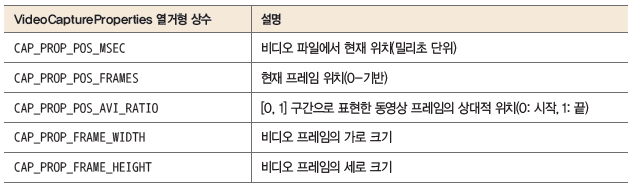 VideoCaptureProperties 열거형 상수 설명
CAP_PROP_POS_MSEC 비디오 파일에서 현재 위치(밀리초 단위)
CAP_PROP_POS_FRAMES 현재 프레임 위치(0-기반)
CAP_PROP_POS_AVI_RATIO [0, 1] 구간으로 표현한 동영상 프레임의 상대적 위치(0: 시작, 1: 끝)
CAP_PROP_FRAME_WIDTH 비디오 프레임의 가로 크기
CAP_PROP_FRAME_HEIGHT 비디오 프레임의 세로 크기